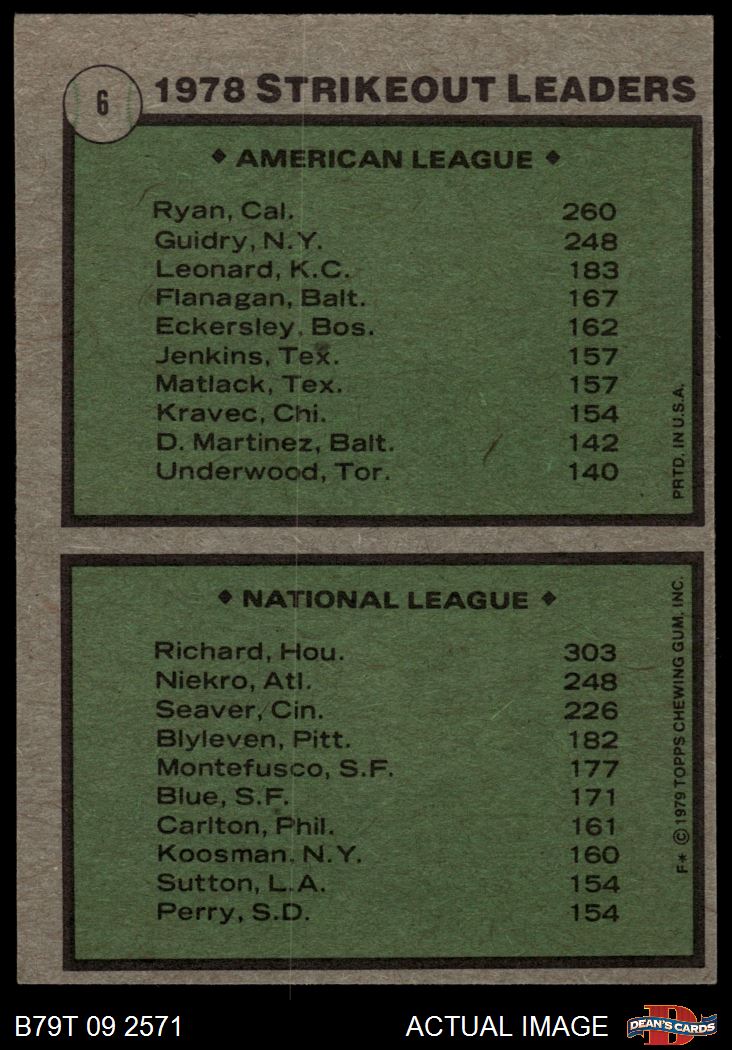 6
1978 STRIKEOUT LEADERS
◆ AMERICAN LEAGUE ◆
Ryan, Cal. 260
Guidry, N.Y. 248
Leonard, K.C. 183
Flanagan, Balt. 167
Eckersley, Bos. 162
Jenkins, Tex. 157
Matlack, Tex. 157
Kravec, Chi. 154
D. Martinez, Balt. 142
Underwood, Tor. 140
PRTD. IN U.S.A.
◆ NATIONAL LEAGUE ◆
Richard, Hou. 303
Niekro, Atl. 248
Seaver, Cin. 226
Blyleven, Pitt. 182
Montefusco, S.F. 177
Blue, S.F. 171
Carlton, Phil. 161
Koosman, N.Y. 160
Sutton, L.A. 154
Perry, S.D. 154
F* © 1979 TOPPS CHEWING GUM, INC.
B79T 09 2571
ACTUAL IMAGE
D
DEAN'S CARDS